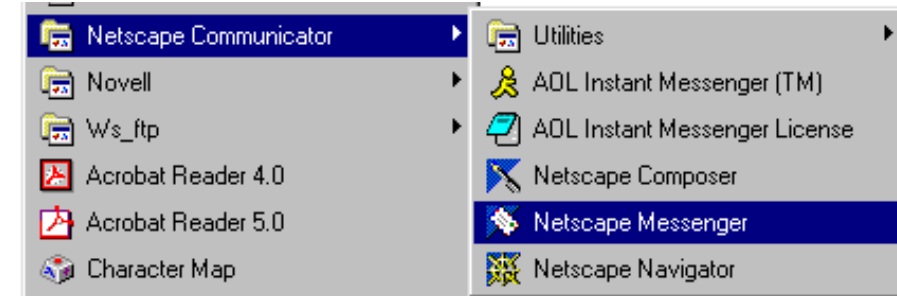 Netscape Communicator
Novell
Ws_ftp
Acrobat Reader 4.0
Acrobat Reader 5.0
Character Map
Utilities
AOL Instant Messenger (TM)
AOL Instant Messenger License
Netscape Composer
Netscape Messenger
Netscape Navigator